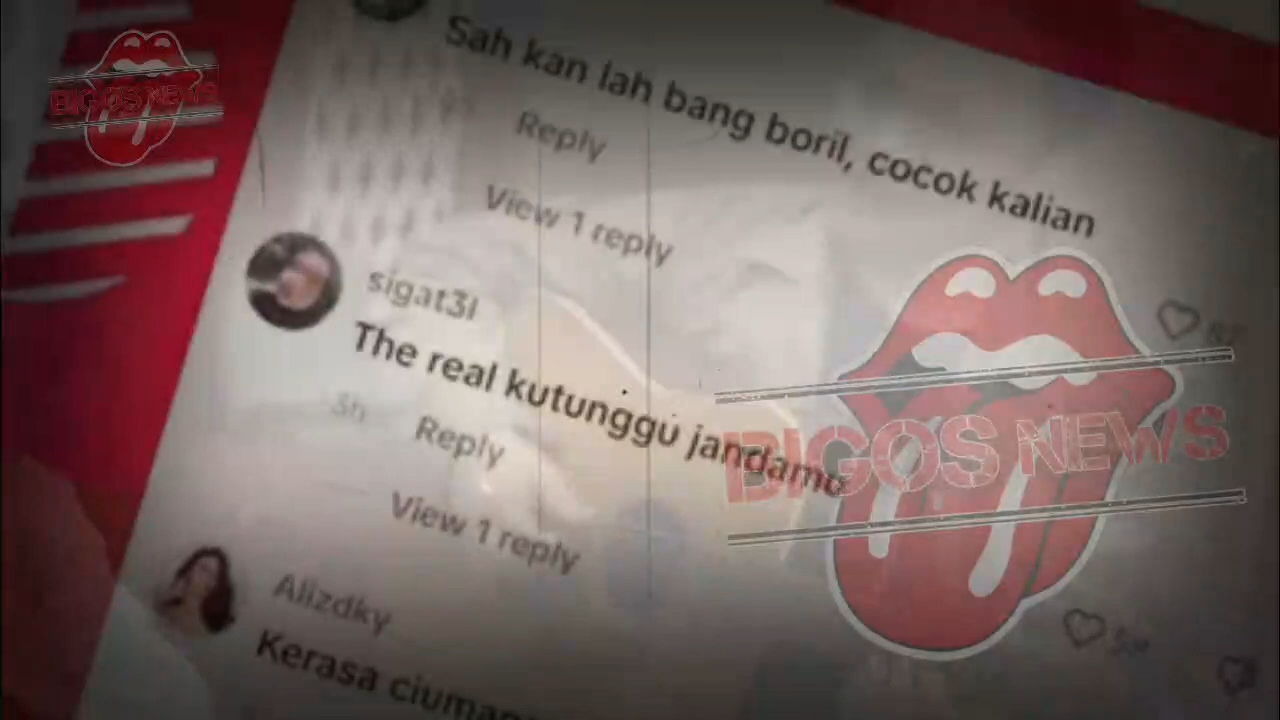 BIGOS NEWS
Sah kan lah bang boril, cocok kalian
Reply
View 1 reply
sigat3l
The real kutunggu jandamu
3h
Reply
View 1 reply
BIGOS NEWS
Alizdky
Kerasa